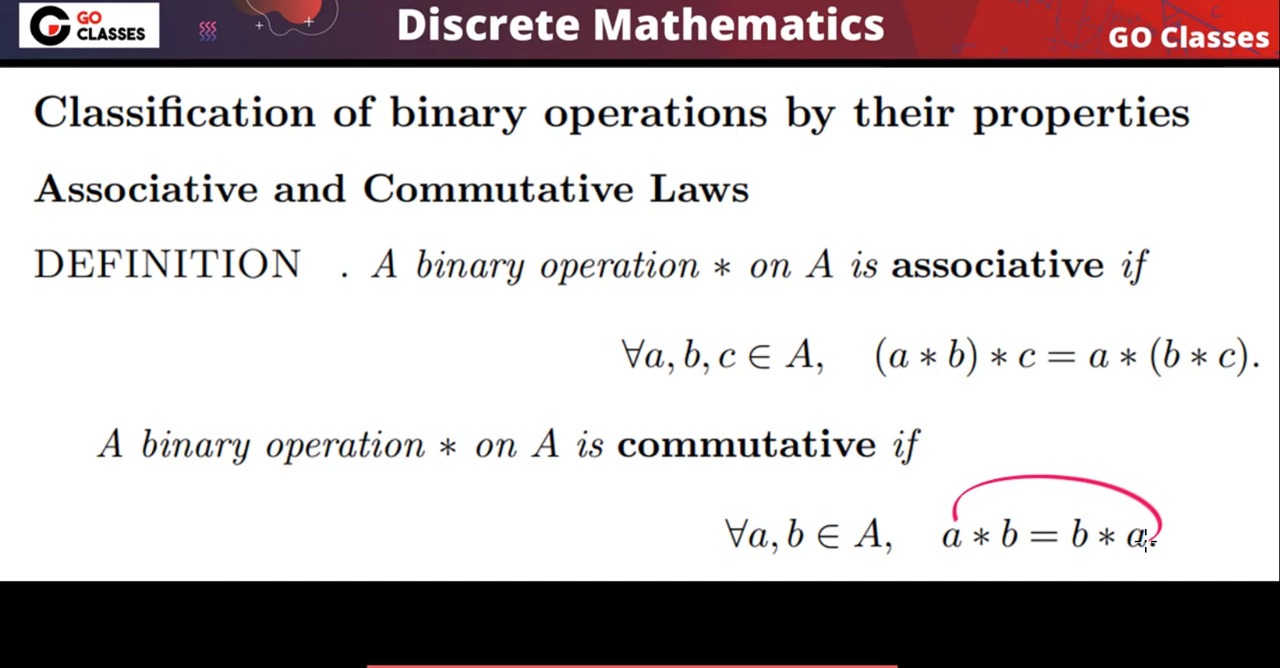 GO
CLASSES
Discrete Mathematics
GO Classes
Classification of binary operations by their properties
Associative and Commutative Laws
DEFINITION . A binary operation ∗ on A is associative if
∀a, b, c ∈ A, (a ∗ b) ∗ c = a ∗ (b ∗ c).
A binary operation ∗ on A is commutative if
∀a, b ∈ A, a ∗ b = b ∗ a.